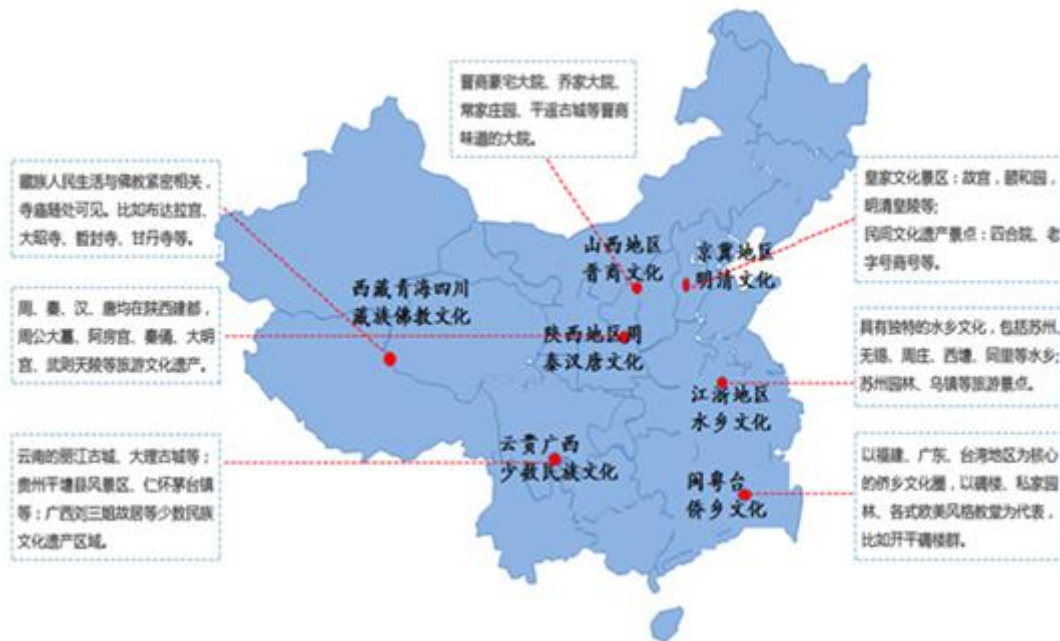 晋商豪宅大院、乔家大院、
常家庄园、平遥古城等晋商
味道的大院。
藏族人民生活与佛教紧密相关，
寺庙随处可见。比如布达拉宫、
大昭寺、哲封寺、甘丹寺等。
皇家文化景区：故宫，颐和园，
明清皇陵等；
民间文化遗产景点：四合院、老
字号商号等。
山西地区
晋商文化
京冀地区
明清文化
西藏青海四川
藏族佛教文化
周、秦、汉、唐均在陕西建都，
周公大墓、阿房宫、秦俑、大明
宫、武则天陵等旅游文化遗产。
陕西地区周
秦汉唐文化
具有独特的水乡文化，包括苏州、
无锡、周庄、西塘、同里等水乡；
苏州园林、乌镇等旅游景点。
江浙地区
水乡文化
云南的丽江古城、大理古城等；
贵州平塘县风景区、仁怀茅台镇
等；广西刘三姐故居等少数民族
文化遗产区域。
云贵广西
少数民族文化
闽粤台
侨乡文化
以福建、广东、台湾地区为核心
的侨乡文化圈，以碉楼、私家园
林、各式欧美风格教堂为代表，
比如开平碉楼群。